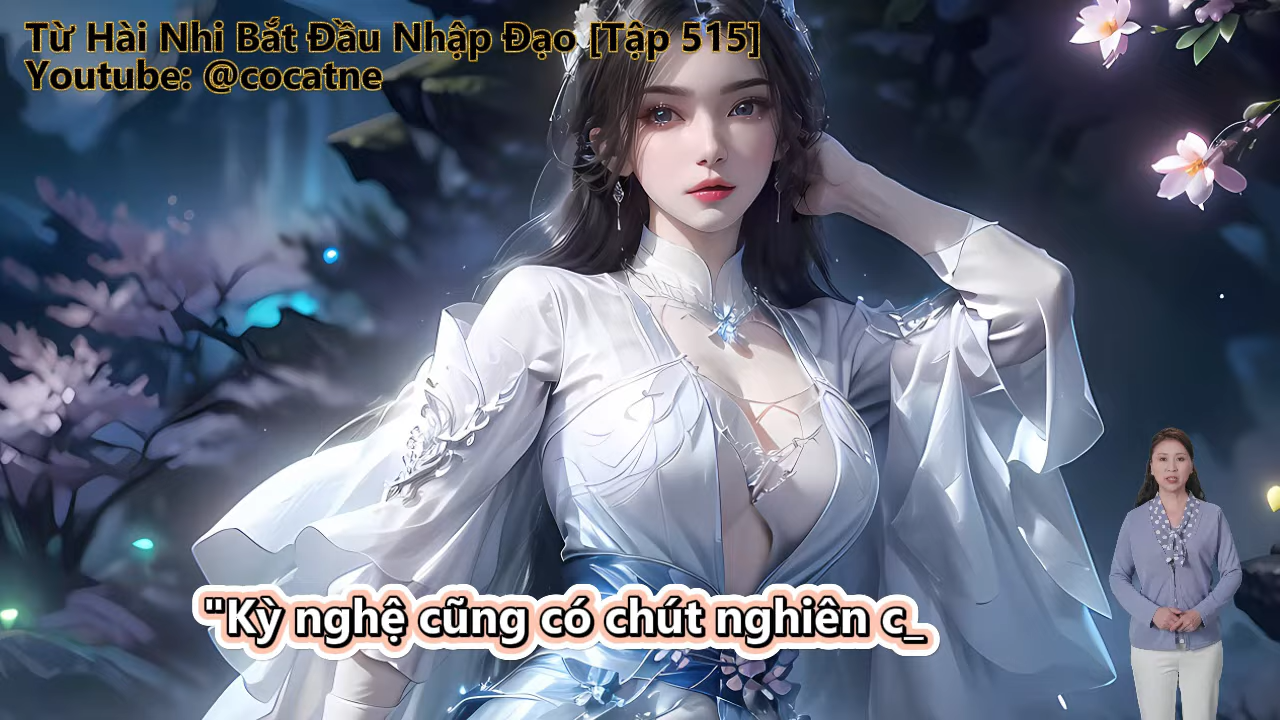 Từ Hài Nhi Bắt Đầu Nhập Đạo [Tập 515]
Youtube: @cocatne
"Kỳ nghệ cũng có chút nghiên c_